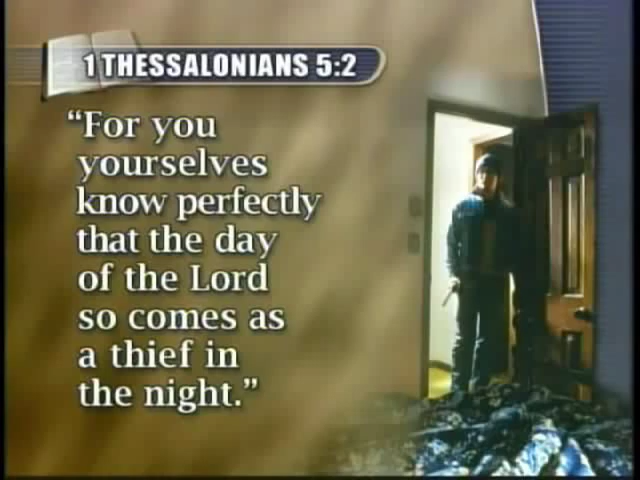 1 THESSALONIANS 5:2
“For you
yourselves
know perfectly
that the day
of the Lord
so comes as
a thief in
the night.”